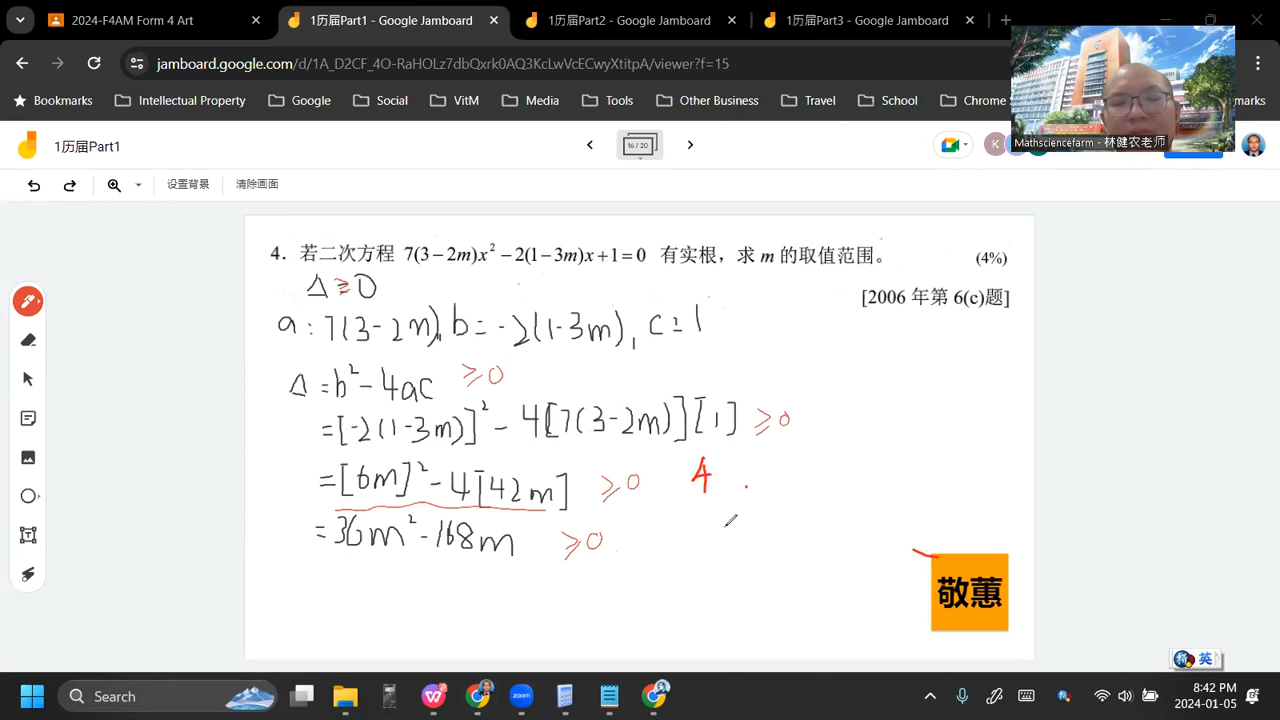 2024-F4AM Form 4 Art
1历届Part1 - Google Jamboard
1历届Part2 - Google Jamboard
1历届Part3 - Google Jamboard
jamboard.google.com/d/1A_D2CF_4O-RaHOLz7dbQxrk0AQ3KcLwVcECwyXtitpA/viewer?f=15
Bookmarks
Intellectual Property
Google
Social
VitM
Media
Tools
Other Business
Travel
School
Chrome
kmarks
Mathsciencefarm - 林健农老师
1历届Part1
16 / 20
K
设置背景
清除画面
4．若二次方程 7(3−2m)x²−2(1−3m)x+1=0 有实根，求 m 的取值范围。 (4%)
[2006 年第 6(c)题]
Δ ≥ 0
a : 7(3-2m), b = -2(1-3m), c = 1
Δ = b² - 4ac ≥0
= [-2(1-3m)]² - 4[7(3-2m)][1] ≥0
= [6m]² - 4[42m] ≥0 4
= 36m² - 168m ≥0
敬蕙
英
Search
8:42 PM
2024-01-05